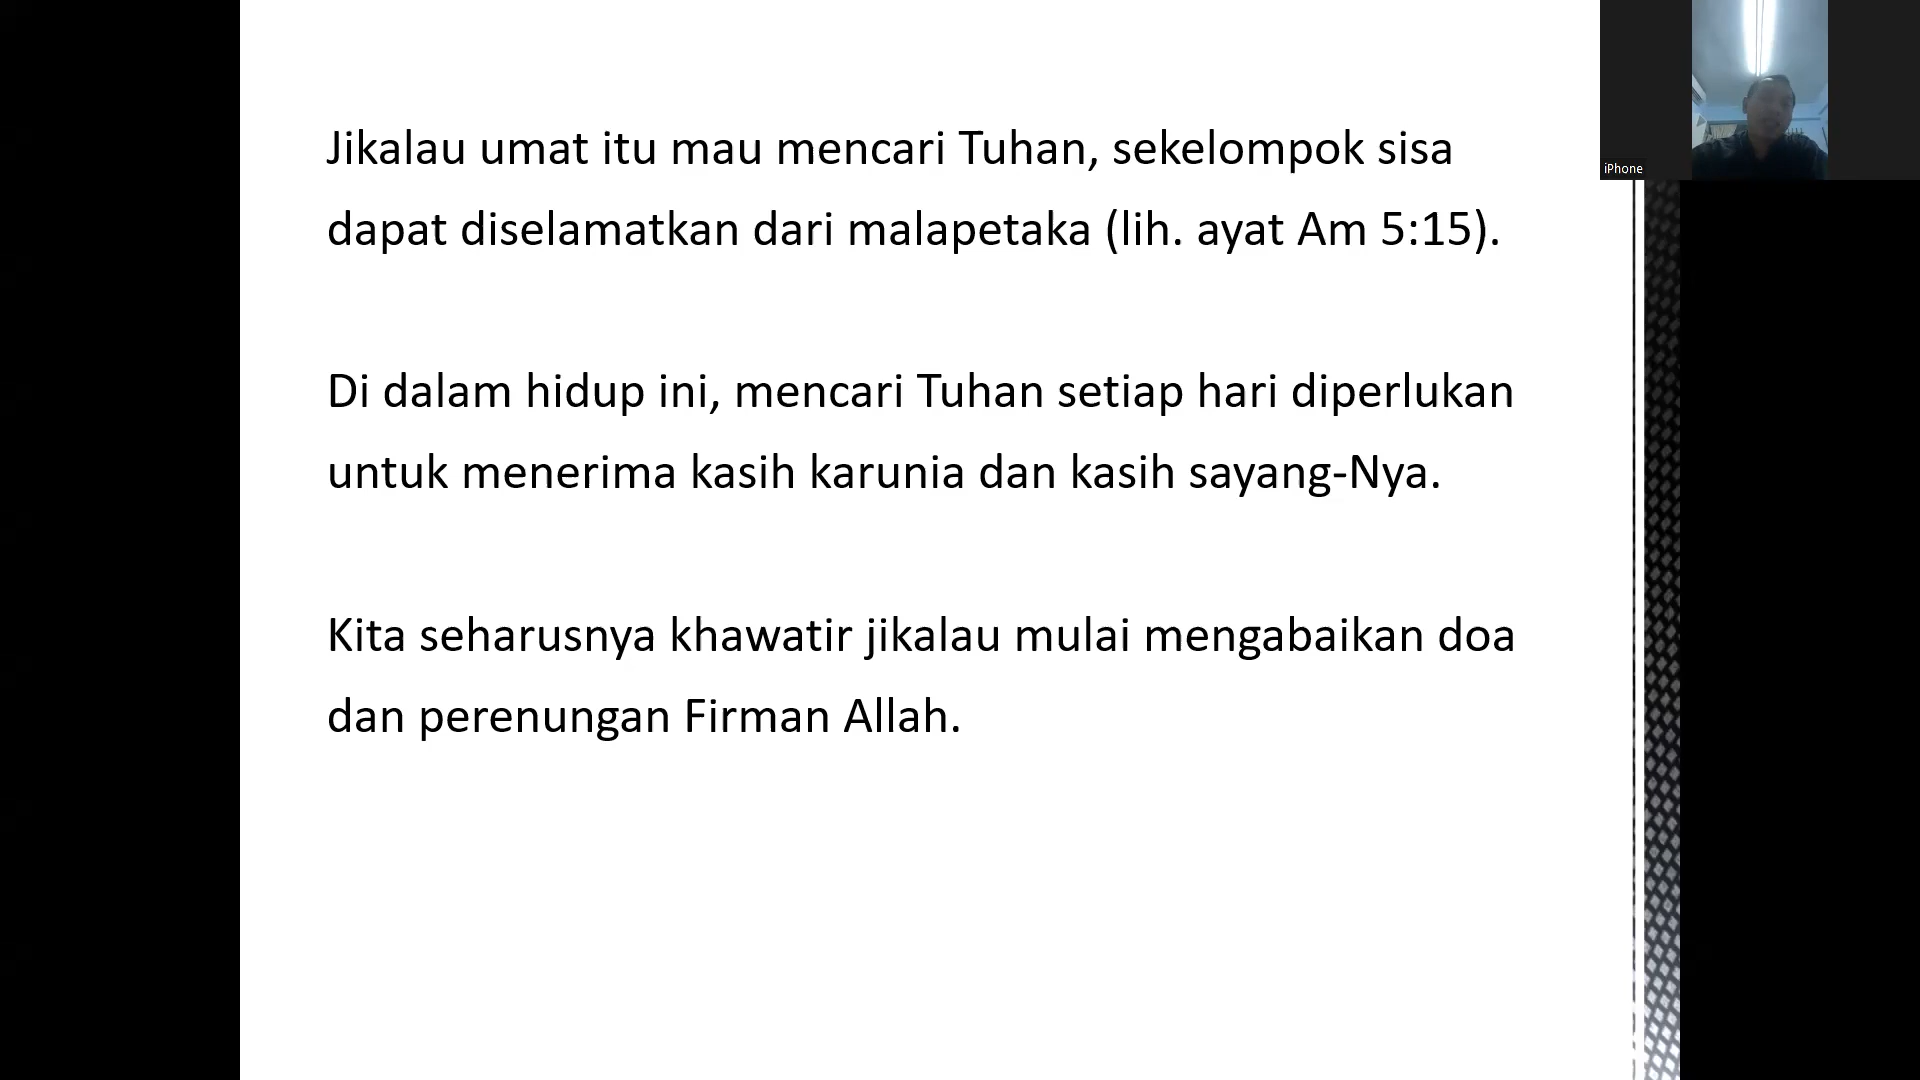 Jikalau umat itu mau mencari Tuhan, sekelompok sisa
dapat diselamatkan dari malapetaka (lih. ayat Am 5:15).
Di dalam hidup ini, mencari Tuhan setiap hari diperlukan
untuk menerima kasih karunia dan kasih sayang-Nya.
Kita seharusnya khawatir jikalau mulai mengabaikan doa
dan perenungan Firman Allah.
iPhone